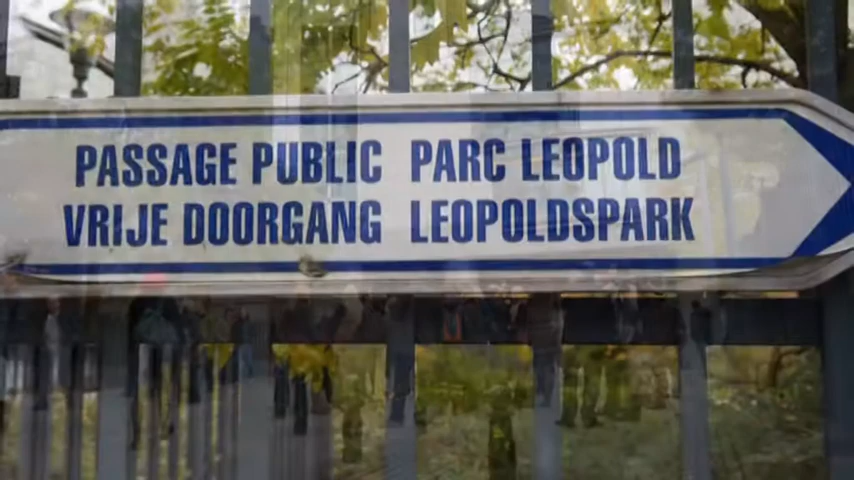 PASSAGE PUBLIC PARC LEOPOLD
VRIJE DOORGANG LEOPOLDSPARK